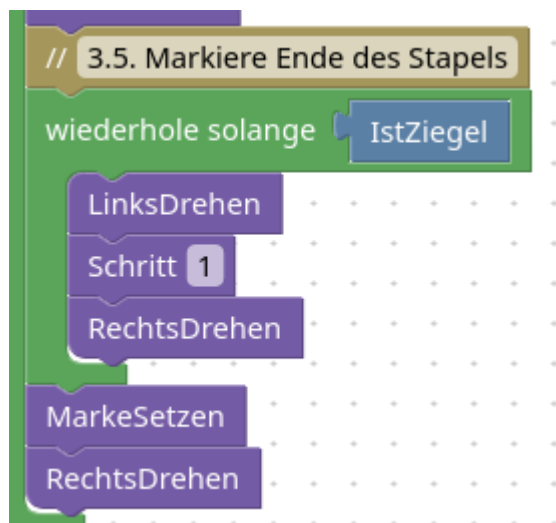 // 3.5. Markiere Ende des Stapels
wiederhole solange IstZiegel
LinksDrehen
Schritt 1
RechtsDrehen
MarkeSetzen
RechtsDrehen